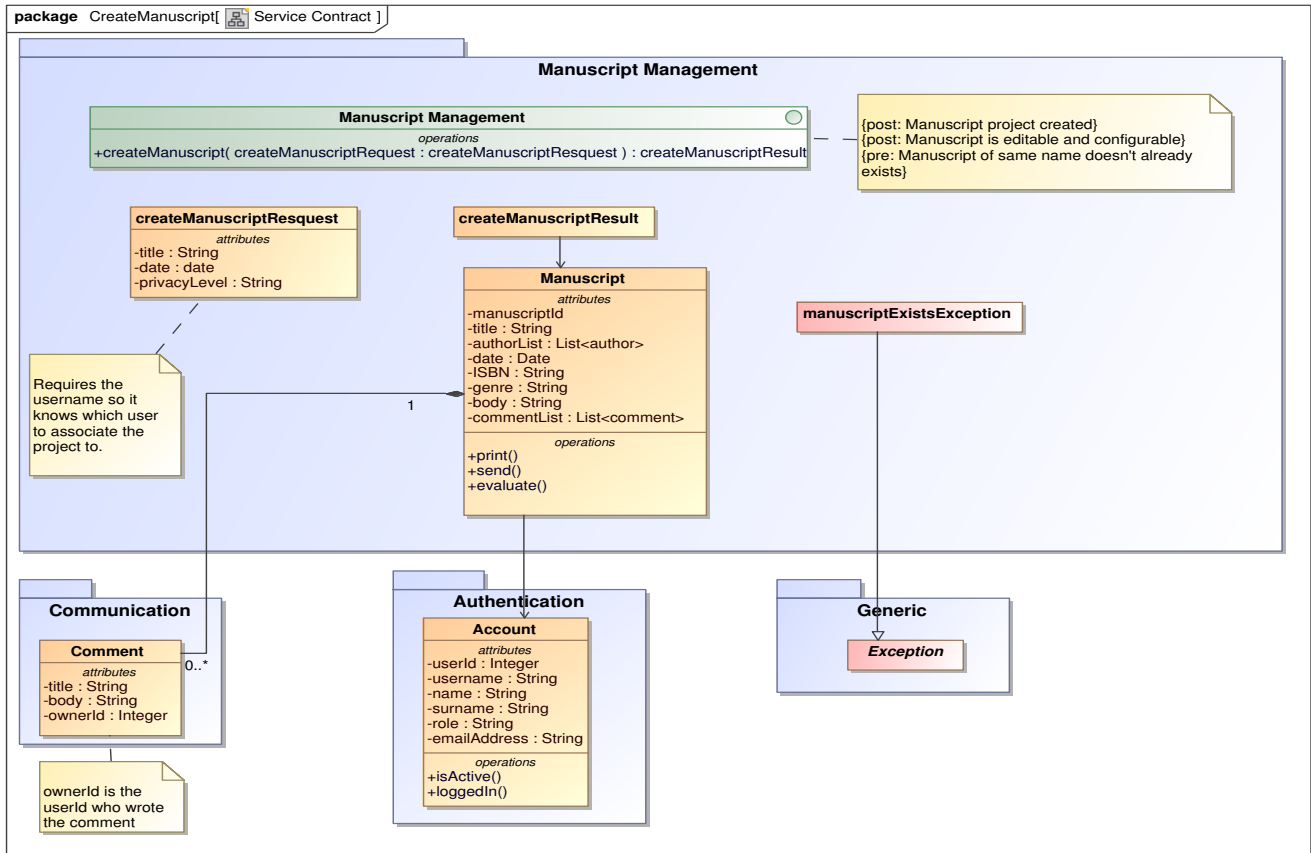 package CreateManuscript[ Service Contract ]
Manuscript Management
Manuscript Management
operations
+createManuscript( createManuscriptRequest : createManuscriptResquest ) : createManuscriptResult
{post: Manuscript project created}
{post: Manuscript is editable and configurable}
{pre: Manuscript of same name doesn't already
exists}
createManuscriptResquest
attributes
-title : String
-date : date
-privacyLevel : String
createManuscriptResult
Manuscript
attributes
-manuscriptId
-title : String
-authorList : List<author>
-date : Date
-ISBN : String
-genre : String
-body : String
-commentList : List<comment>
operations
+print()
+send()
+evaluate()
manuscriptExistsException
Requires the
username so it
knows which user
to associate the
project to.
1
Communication
Comment
attributes
-title : String
-body : String
-ownerId : Integer
0..*
ownerId is the
userId who wrote
the comment
Authentication
Account
attributes
-userId : Integer
-username : String
-name : String
-surname : String
-role : String
-emailAddress : String
operations
+isActive()
+loggedIn()
Generic
Exception